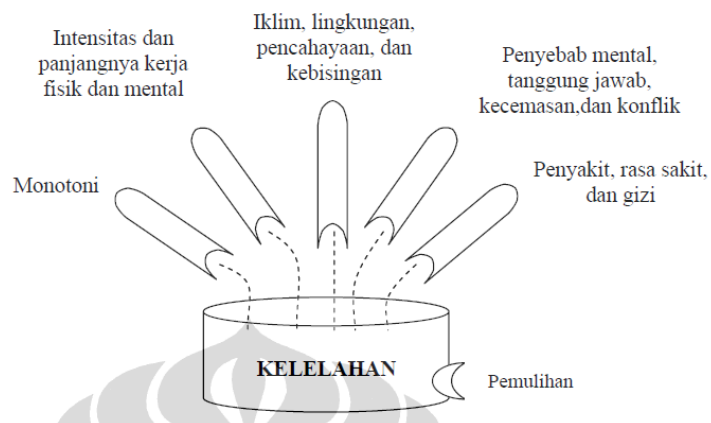 Intensitas dan
panjangnya kerja
fisik dan mental
Iklim, lingkungan,
pencahayaan, dan
kebisingan
Penyebab mental,
tanggung jawab,
kecemasan,dan konflik
Monotoni
Penyakit, rasa sakit,
dan gizi
KELELAHAN
Pemulihan